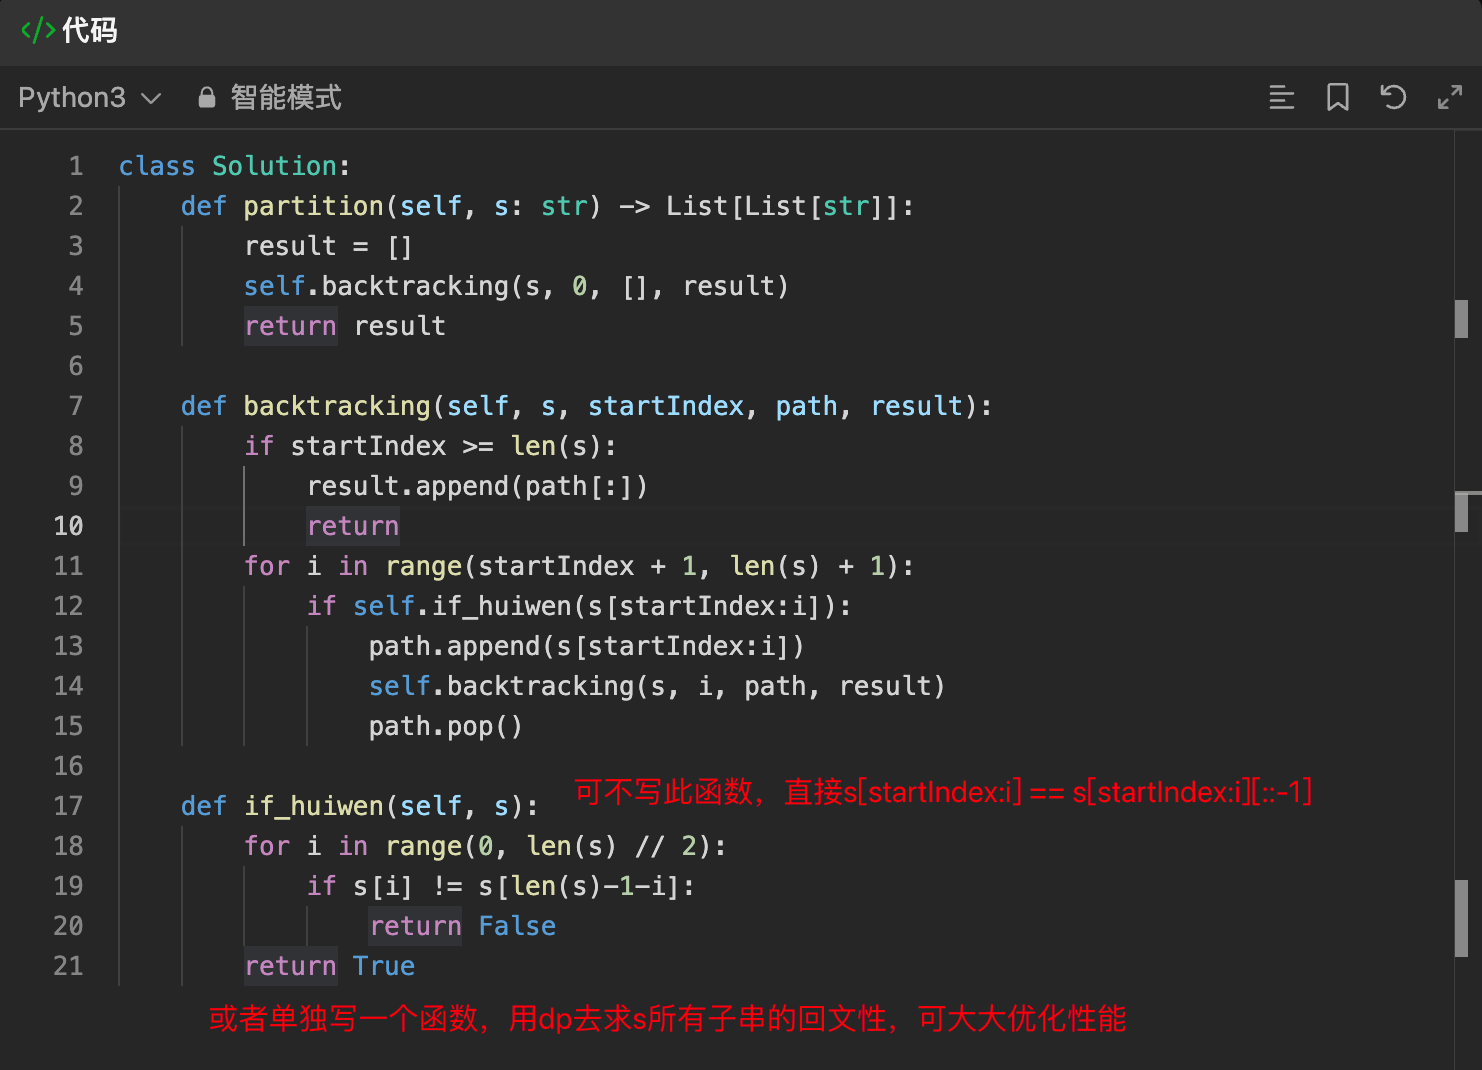 </> 代码
Python3 智能模式
1 class Solution:
2     def partition(self, s: str) -> List[List[str]]:
3         result = []
4         self.backtracking(s, 0, [], result)
5         return result
6
7     def backtracking(self, s, startIndex, path, result):
8         if startIndex >= len(s):
9             result.append(path[:])
10             return
11         for i in range(startIndex + 1, len(s) + 1):
12             if self.if_huiwen(s[startIndex:i]):
13                 path.append(s[startIndex:i])
14                 self.backtracking(s, i, path, result)
15                 path.pop()
16
可不写此函数，直接s[startIndex:i] == s[startIndex:i][::-1]
17     def if_huiwen(self, s):
18         for i in range(0, len(s) // 2):
19             if s[i] != s[len(s)-1-i]:
20                 return False
21         return True
或者单独写一个函数，用dp去求s所有子串的回文性，可大大优化性能